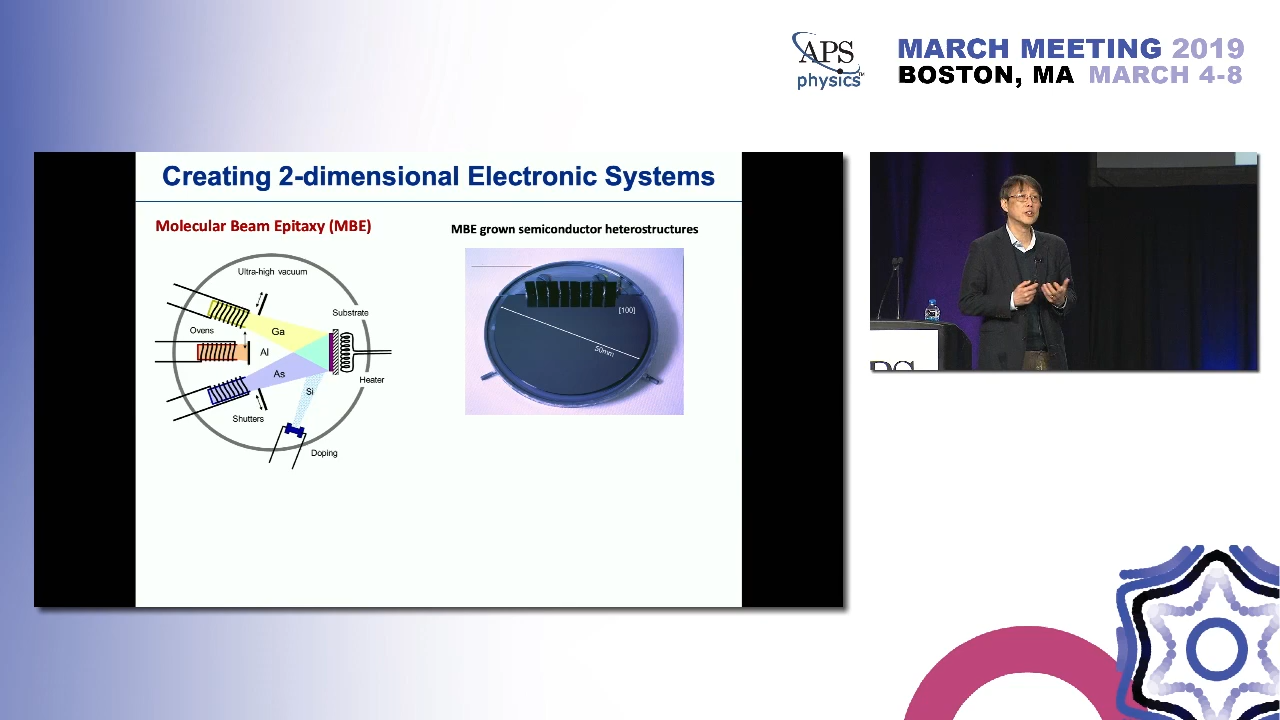 APS
physics
MARCH MEETING 2019
BOSTON, MA MARCH 4-8
Creating 2-dimensional Electronic Systems
Molecular Beam Epitaxy (MBE)
MBE grown semiconductor heterostructures
Ultra-high vacuum
Substrate
Ovens
Ga
Al
As
Si
Heater
Shutters
Doping
[100]
50mm